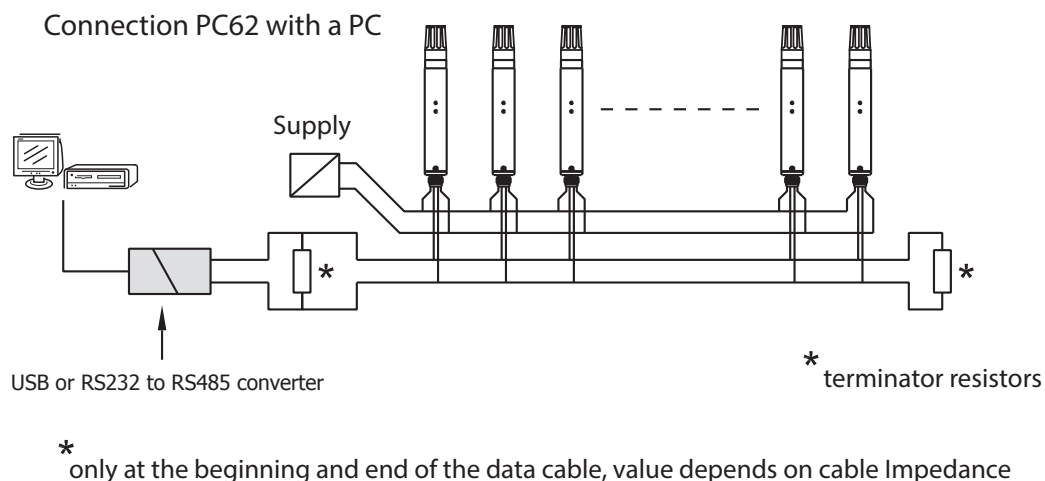 Connection PC62 with a PC
Supply
*
*
USB or RS232 to RS485 converter
* terminator resistors
* only at the beginning and end of the data cable, value depends on cable Impedance